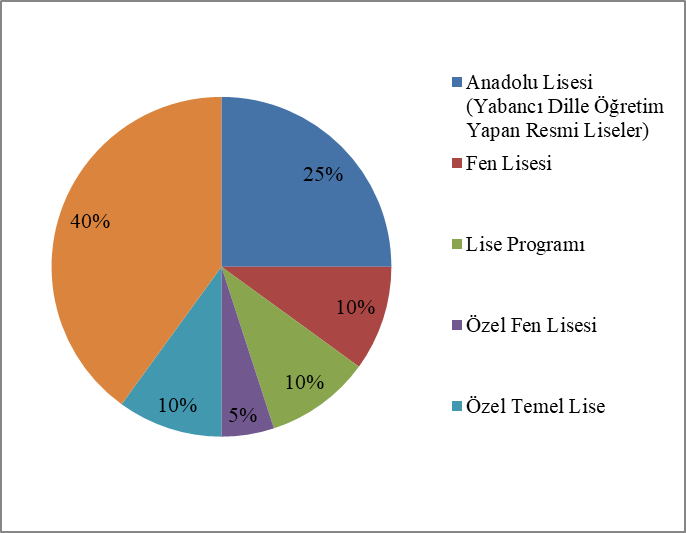 Anadolu Lisesi
(Yabancı Dille Öğretim
Yapan Resmi Liseler)
Fen Lisesi
Lise Programı
Özel Fen Lisesi
Özel Temel Lise
25%
10%
10%
5%
10%
40%